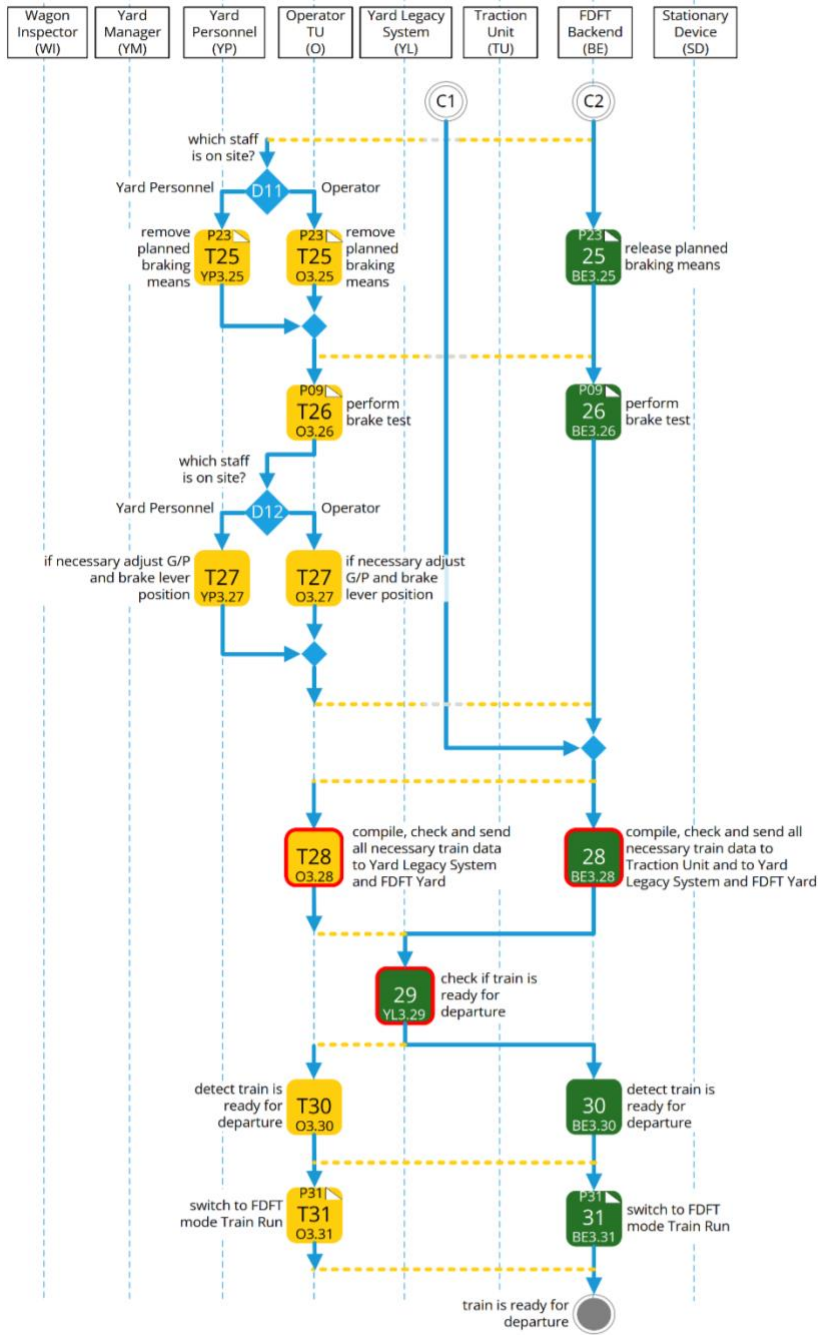 Wagon
Inspector
(WI)
Yard
Manager
(YM)
Yard
Personnel
(YP)
Operator
TU
(O)
Yard Legacy
System
(YL)
Traction
Unit
(TU)
FDFT
Backend
(BE)
Stationary
Device
(SD)
C1
C2
which staff
is on site?
Yard Personnel
D11
Operator
remove
planned
braking
means
P23
T25
YP3.25
P23
T25
O3.25
remove
planned
braking
means
P23
25
BE3.25
release planned
braking means
P09
T26
O3.26
perform
brake test
P09
26
BE3.26
perform
brake test
which staff
is on site?
Yard Personnel
D12
Operator
if necessary adjust G/P
and brake lever
position
T27
YP3.27
T27
O3.27
if necessary adjust
G/P and brake
lever position
T28
O3.28
compile, check and send
all necessary train data
to Yard Legacy System
and FDFT Yard
28
BE3.28
compile, check and send all
necessary train data to
Traction Unit and to Yard
Legacy System and FDFT Yard
29
YL3.29
check if train is
ready for
departure
detect train is
ready for
departure
T30
O3.30
30
BE3.30
detect train is
ready for
departure
switch to FDFT
mode Train Run
P31
T31
O3.31
P31
31
BE3.31
switch to FDFT
mode Train Run
train is ready for
departure